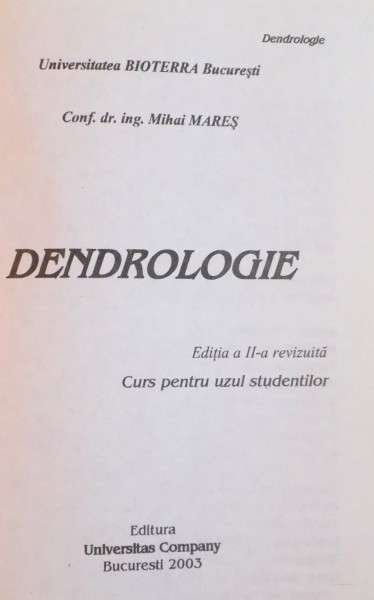 Dendrologie
Universitatea BIOTERRA București
Conf. dr. ing. Mihai MAREȘ
DENDROLOGIE
Ediția a II-a revizuită
Curs pentru uzul studentilor
Editura
Universitas Company
Bucuresti 2003